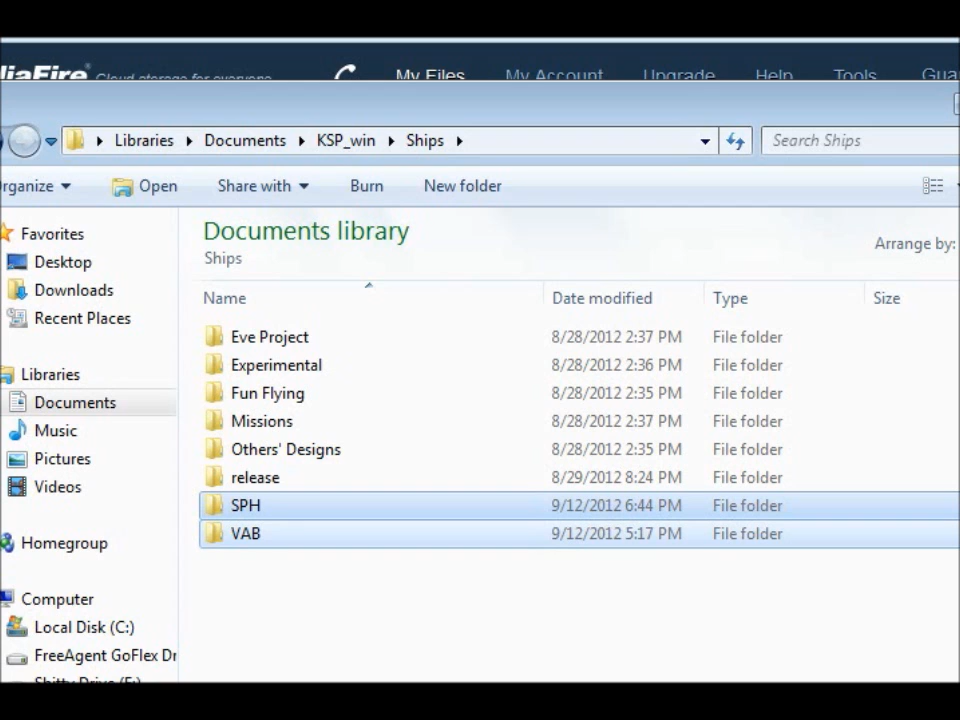 iaFire® Cloud storage for everyone My Files My Account Upgrade Help Tools
Libraries Documents KSP_win Ships Search Ships
rganize Open Share with Burn New folder
Favorites
Desktop
Downloads
Recent Places
Libraries
Documents
Music
Pictures
Videos
Homegroup
Computer
Local Disk (C:)
FreeAgent GoFlex Dr
Shitty Drive (F:)
Documents library
Ships
Arrange by:
Name Date modified Type Size
Eve Project 8/28/2012 2:37 PM File folder
Experimental 8/28/2012 2:36 PM File folder
Fun Flying 8/28/2012 2:35 PM File folder
Missions 8/28/2012 2:37 PM File folder
Others' Designs 8/28/2012 2:35 PM File folder
release 8/29/2012 8:24 PM File folder
SPH 9/12/2012 6:44 PM File folder
VAB 9/12/2012 5:17 PM File folder